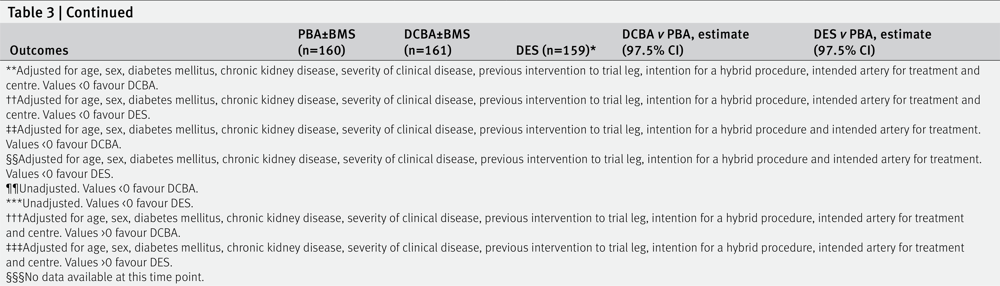 Table 3 | Continued
Outcomes PBA±BMS (n=160) DCBA±BMS (n=161) DES (n=159)* DCBA v PBA, estimate (97.5% CI) DES v PBA, estimate (97.5% CI)
**Adjusted for age, sex, diabetes mellitus, chronic kidney disease, severity of clinical disease, previous intervention to trial leg, intention for a hybrid procedure, intended artery for treatment and
centre. Values <0 favour DCBA.
††Adjusted for age, sex, diabetes mellitus, chronic kidney disease, severity of clinical disease, previous intervention to trial leg, intention for a hybrid procedure, intended artery for treatment and
centre. Values <0 favour DES.
‡‡Adjusted for age, sex, diabetes mellitus, chronic kidney disease, severity of clinical disease, previous intervention to trial leg, intention for a hybrid procedure and intended artery for treatment.
Values <0 favour DCBA.
§§Adjusted for age, sex, diabetes mellitus, chronic kidney disease, severity of clinical disease, previous intervention to trial leg, intention for a hybrid procedure and intended artery for treatment.
Values <0 favour DES.
¶¶Unadjusted. Values <0 favour DCBA.
***Unadjusted. Values <0 favour DES.
†††Adjusted for age, sex, diabetes mellitus, chronic kidney disease, severity of clinical disease, previous intervention to trial leg, intention for a hybrid procedure, intended artery for treatment
and centre. Values >0 favour DCBA.
‡‡‡Adjusted for age, sex, diabetes mellitus, chronic kidney disease, severity of clinical disease, previous intervention to trial leg, intention for a hybrid procedure, intended artery for treatment
and centre. Values >0 favour DES.
§§§No data available at this time point.